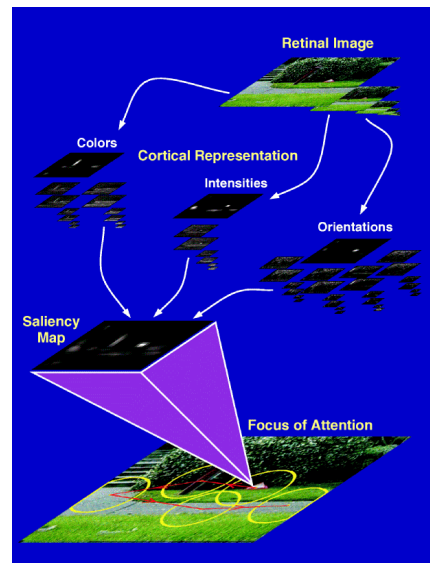 Retinal Image
Colors
Cortical Representation
Intensities
Orientations
Saliency
Map
Focus of Attention